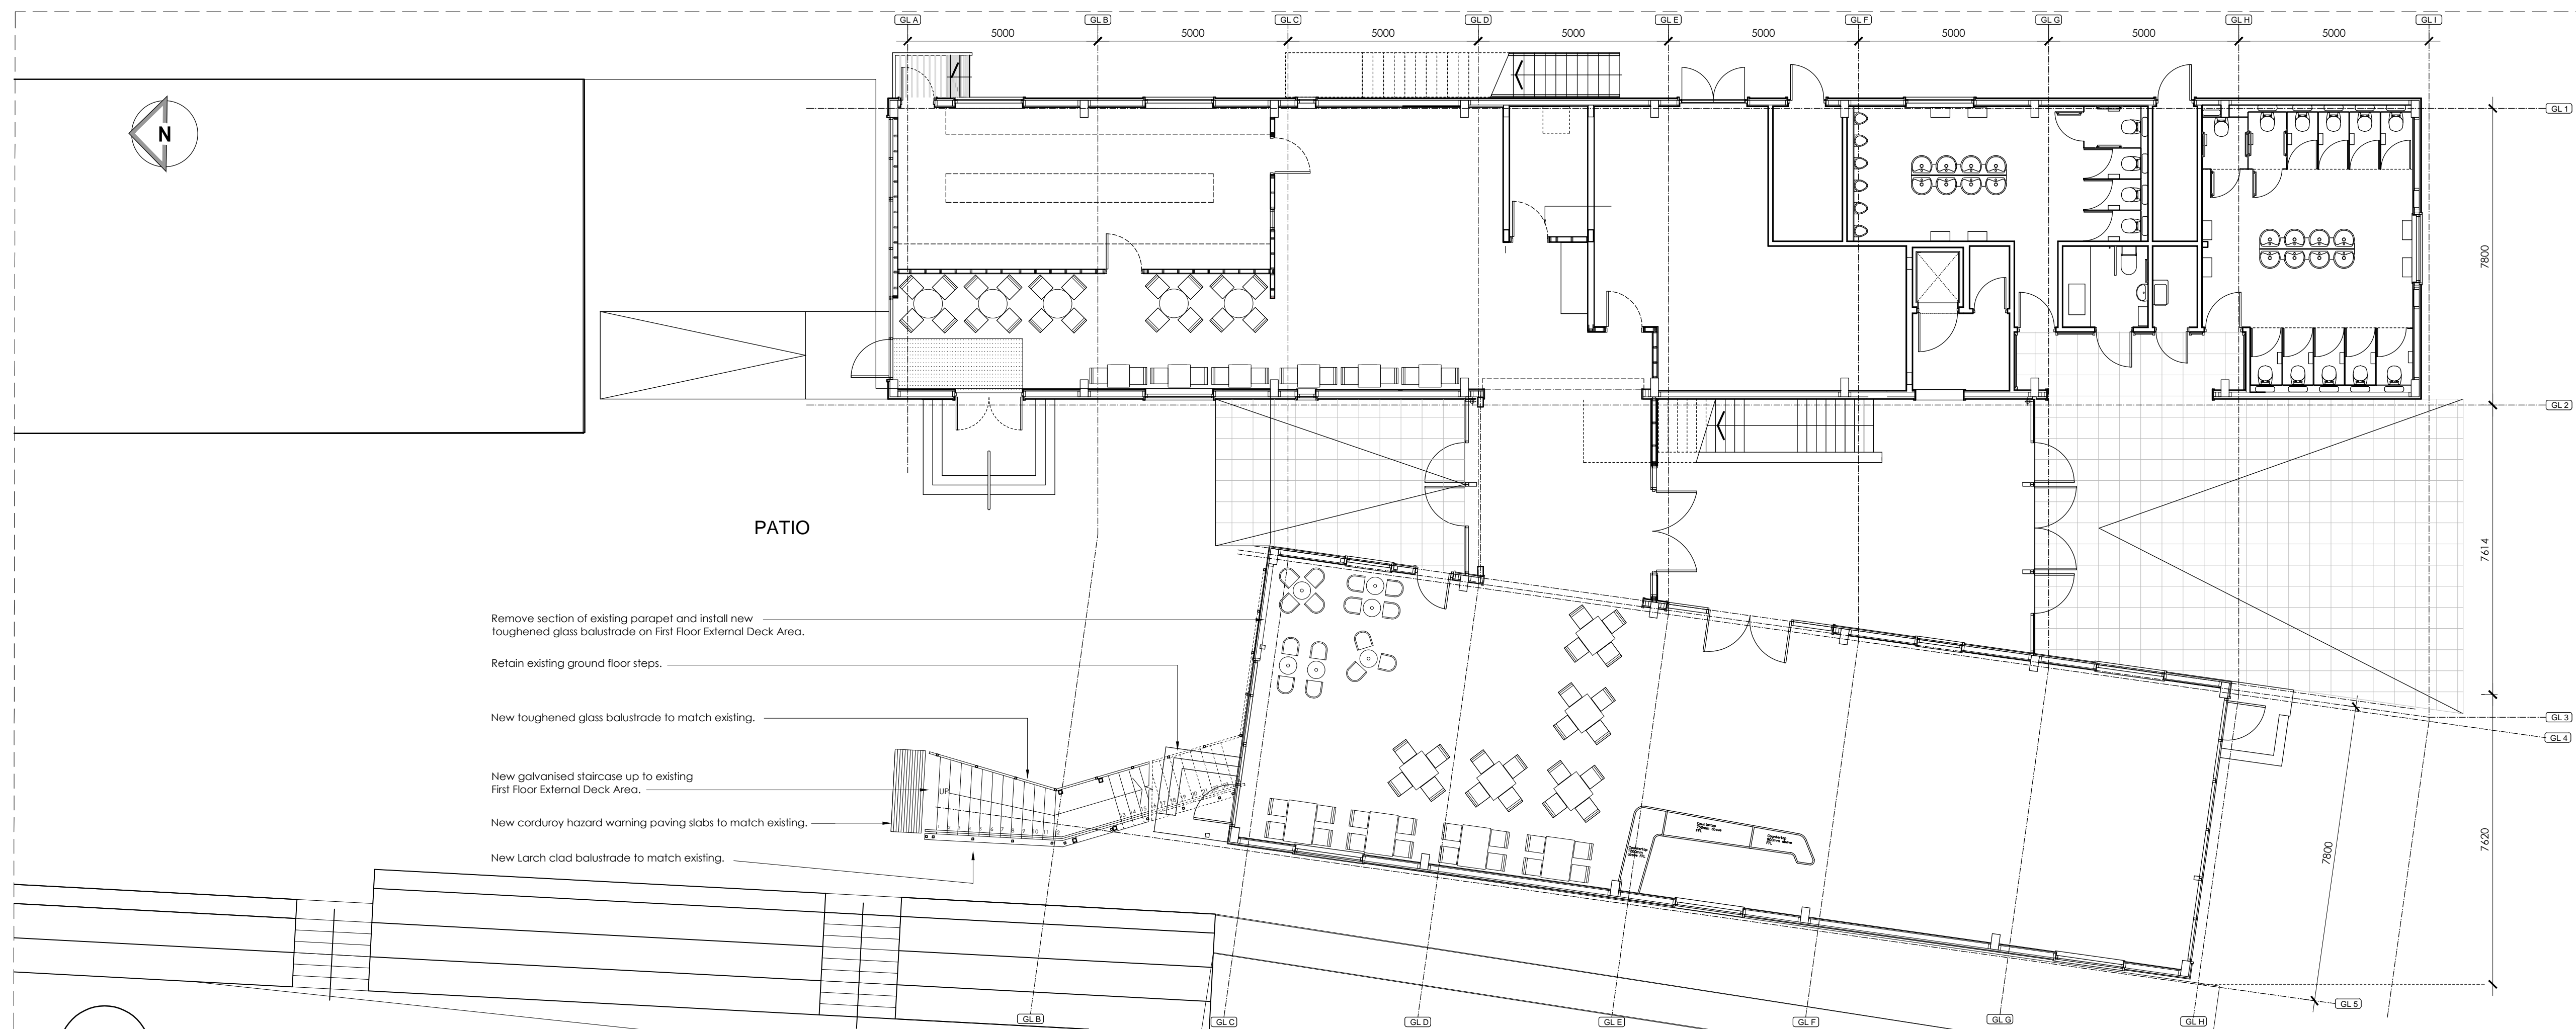 GL A
GL B
GL C
GL D
GL E
GL F
GL G
GL H
GL I
5000
5000
5000
5000
5000
5000
5000
5000
N
GL 1
7800
GL 2
PATIO
7614
Remove section of existing parapet and install new
toughened glass balustrade on First Floor External Deck Area.
Retain existing ground floor steps.
New toughened glass balustrade to match existing.
GL 3
GL 4
New galvanised staircase up to existing
First Floor External Deck Area.
UP
New corduroy hazard warning paving slabs to match existing.
New Larch clad balustrade to match existing.
7800
7620
GL 5
GL B
GL C
GL D
GL E
GL F
GL G
GL H